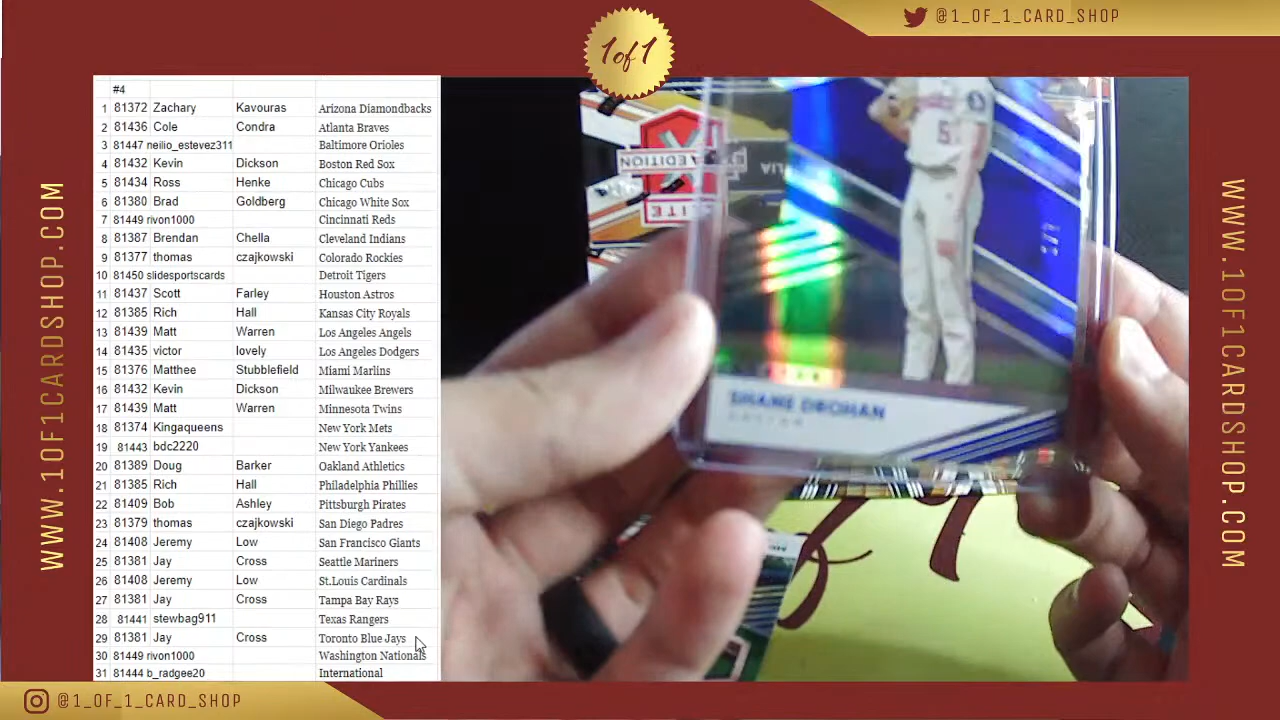 @1_OF_1_CARD_SHOP
1of1
#4
1 81372 Zachary Kavouras Arizona Diamondbacks
2 81436 Cole Condra Atlanta Braves
3 81447 neilio_estevez311 Baltimore Orioles
4 81432 Kevin Dickson Boston Red Sox
5 81434 Ross Henke Chicago Cubs
6 81380 Brad Goldberg Chicago White Sox
7 81449 rivon1000 Cincinnati Reds
8 81387 Brendan Chella Cleveland Indians
9 81377 thomas czajkowski Colorado Rockies
10 81450 slidesportscards Detroit Tigers
11 81437 Scott Farley Houston Astros
12 81385 Rich Hall Kansas City Royals
13 81439 Matt Warren Los Angeles Angels
14 81435 victor lovely Los Angeles Dodgers
15 81376 Matthee Stubblefield Miami Marlins
16 81432 Kevin Dickson Milwaukee Brewers
17 81439 Matt Warren Minnesota Twins
18 81374 Kingaqueens New York Mets
19 81443 bdc2220 New York Yankees
20 81389 Doug Barker Oakland Athletics
21 81385 Rich Hall Philadelphia Phillies
22 81409 Bob Ashley Pittsburgh Pirates
23 81379 thomas czajkowski San Diego Padres
24 81408 Jeremy Low San Francisco Giants
25 81381 Jay Cross Seattle Mariners
26 81408 Jeremy Low St.Louis Cardinals
27 81381 Jay Cross Tampa Bay Rays
28 81441 stewbag911 Texas Rangers
29 81381 Jay Cross Toronto Blue Jays
30 81449 rivon1000 Washington Nationals
31 81444 b_radgee20 International
WWW.1OF1CARDSHOP.COM
EDITION
ELITE
5
SHANE DROHAN
BOSTON
WWW.1OF1CARDSHOP.COM
@1_OF_1_CARD_SHOP